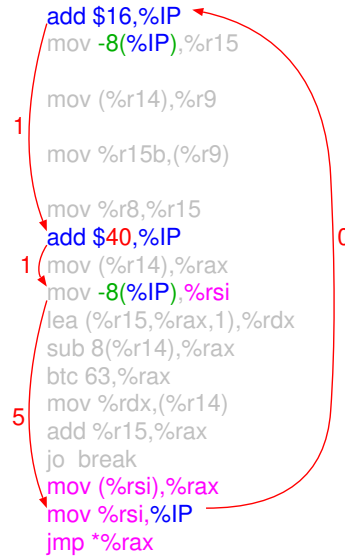 add $16,%IP
mov -8(%IP),%r15
mov (%r14),%r9
1
mov %r15b,(%r9)
mov %r8,%r15
add $40,%IP
0
1
mov (%r14),%rax
mov -8(%IP),%rsi
lea (%r15,%rax,1),%rdx
sub 8(%r14),%rax
btc 63,%rax
mov %rdx,(%r14)
5
add %r15,%rax
jo break
mov (%rsi),%rax
mov %rsi,%IP
jmp *%rax